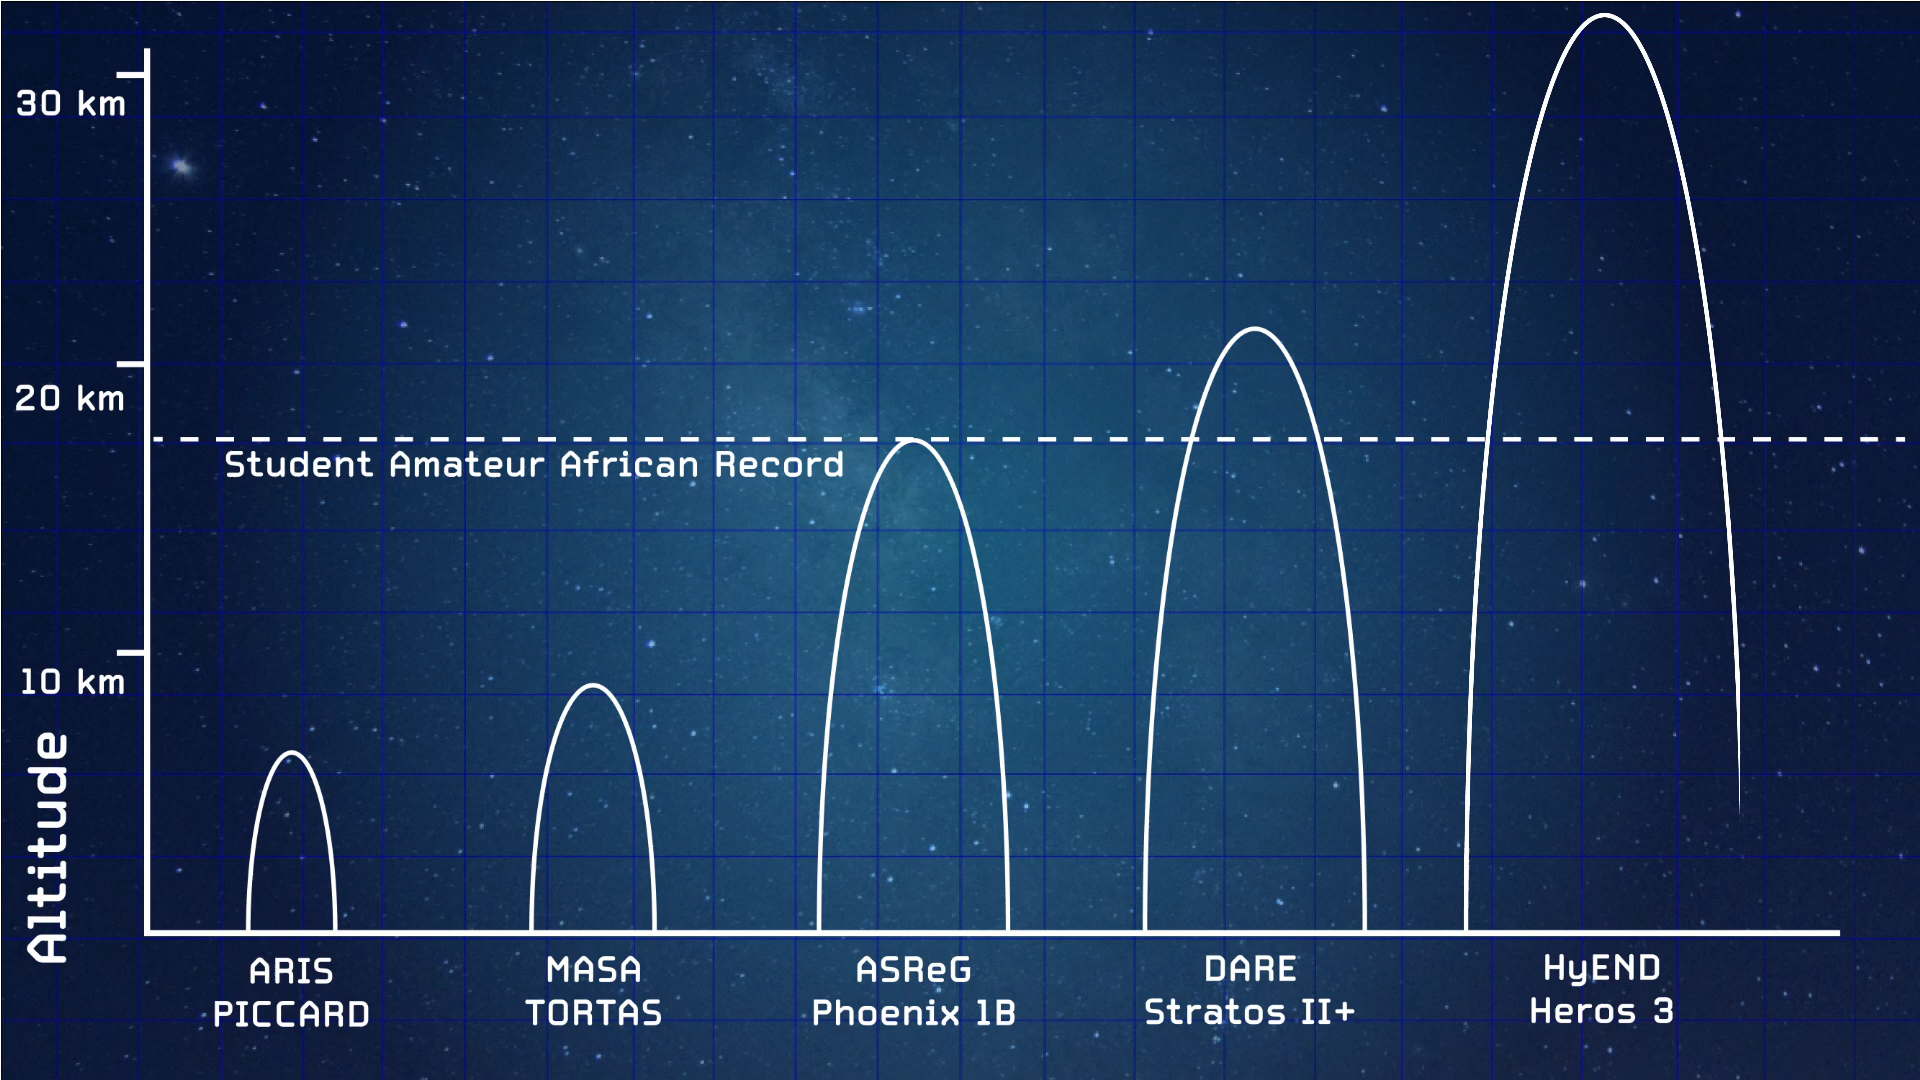 30 km
20 km
Student Amateur African Record
10 km
Altitude
ARIS
PICCARD
MASA
TORTAS
ASReG
Phoenix 1B
DARE
Stratos II+
HyEND
Heros 3